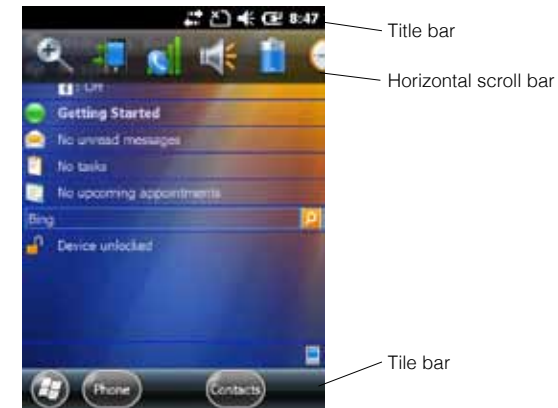 8:47
Title bar
Horizontal scroll bar
: Off
Getting Started
No unread messages
No tasks
No upcoming appointments
Bing
Device unlocked
Tile bar
Phone
Contacts